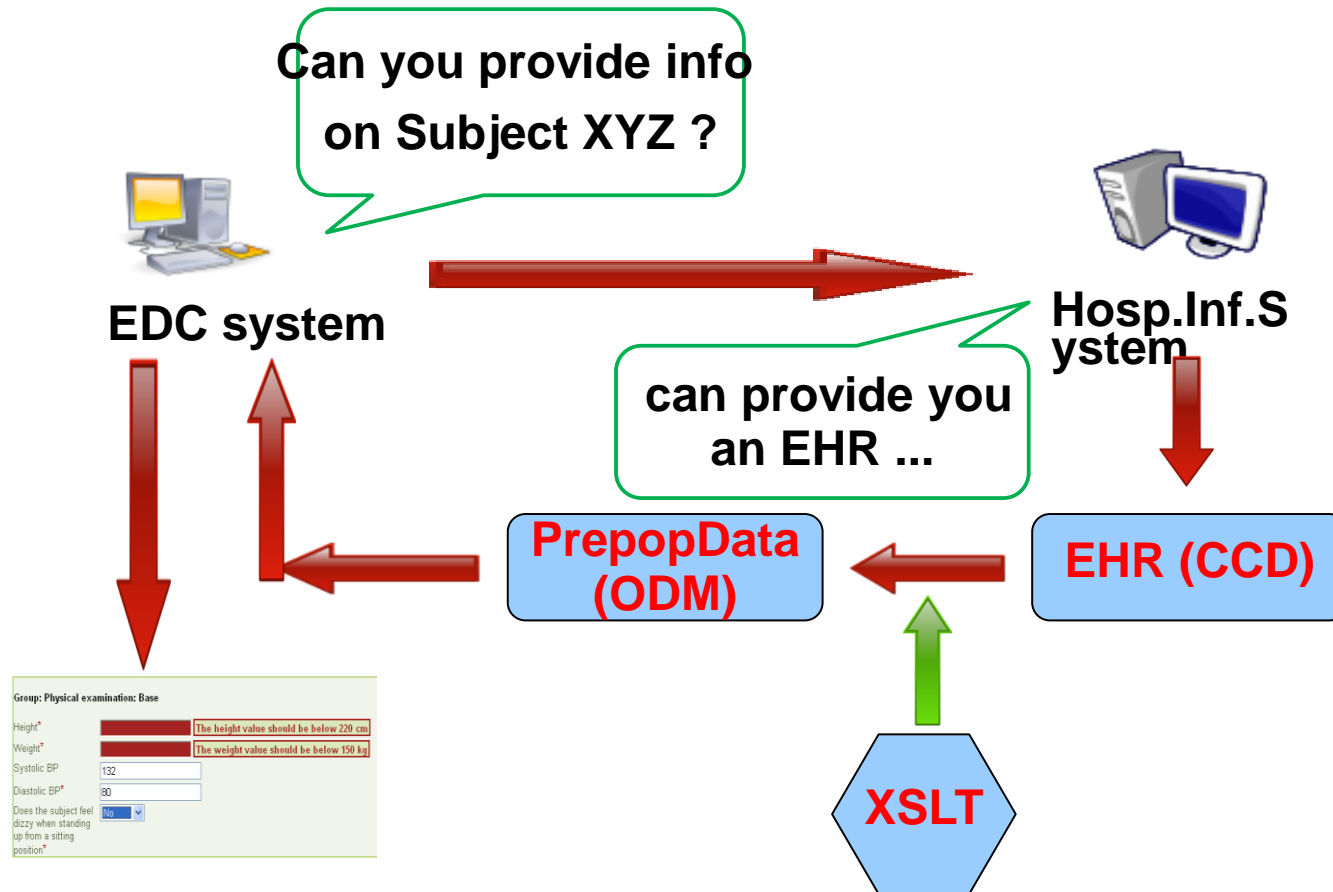 Can you provide info
on Subject XYZ ?
EDC system
Hosp.Inf.S
ystem
can provide you
an EHR ...
PrepopData
(ODM)
EHR (CCD)
XSLT
Group: Physical examination: Base
Height* The height value should be below 220 cm
Weight* The weight value should be below 150 kg
Systolic BP 132
Diastolic BP* 80
Does the subject feel No
dizzy when standing
up from a sitting
position*